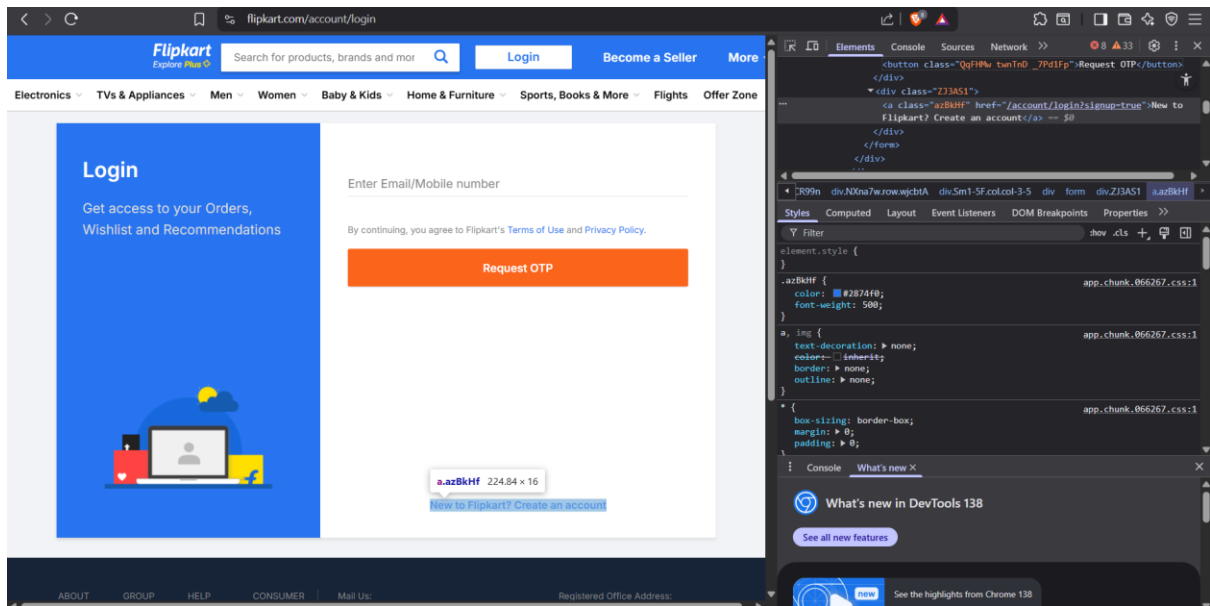 flipkart.com/account/login
Flipkart
Explore Plus
Search for products, brands and mor
Login
Become a Seller
More
Electronics
TVs & Appliances
Men
Women
Baby & Kids
Home & Furniture
Sports, Books & More
Flights
Offer Zone
Login
Get access to your Orders,
Wishlist and Recommendations
Enter Email/Mobile number
By continuing, you agree to Flipkart's Terms of Use and Privacy Policy.
Request OTP
a.azBkHf 224.84 × 16
New to Flipkart? Create an account
ABOUT
GROUP
HELP
CONSUMER
Mail Us:
Registered Office Address:
Elements
Console
Sources
Network
8
33
<button class="QqFHMw twnTnD _7Pd1Fp">Request OTP</button>
</div>
<div class="ZJ3AS1">
<a class="azBkHf" href="/account/login?signup=true">New to
Flipkart? Create an account</a> == $0
</div>
</form>
</div>
CR99n div.NXna7w.row.wjcbtA div.Sm1-5F.col.col-3-5 div form div.ZJ3AS1 a.azBkHf
Styles
Computed
Layout
Event Listeners
DOM Breakpoints
Properties
Filter
:hov .cls
element.style {
}
.azBkHf {
app.chunk.066267.css:1
color: #2874f0;
font-weight: 500;
}
a, img {
app.chunk.066267.css:1
text-decoration: none;
color: inherit;
border: none;
outline: none;
}
* {
app.chunk.066267.css:1
box-sizing: border-box;
margin: 0;
padding: 0;
Console
What's new
What's new in DevTools 138
See all new features
new
See the highlights from Chrome 138